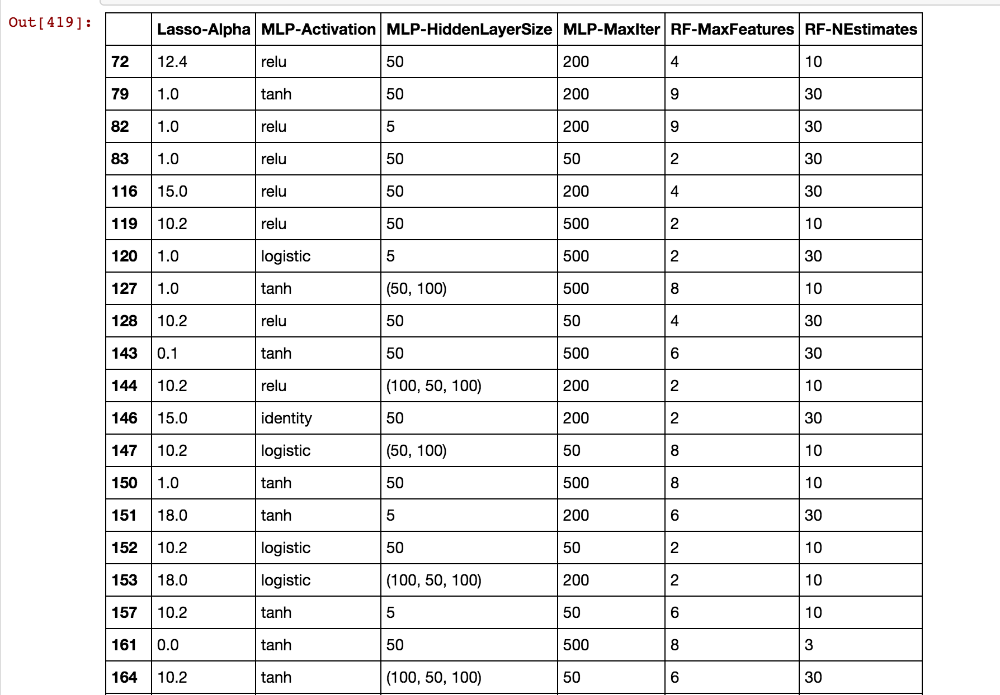 Out[419]:
Lasso-Alpha MLP-Activation MLP-HiddenLayerSize MLP-MaxIter RF-MaxFeatures RF-NEstimates
72 12.4 relu 50 200 4 10
79 1.0 tanh 50 200 9 30
82 1.0 relu 5 200 9 30
83 1.0 relu 50 50 2 30
116 15.0 relu 50 200 4 30
119 10.2 relu 50 500 2 10
120 1.0 logistic 5 500 2 30
127 1.0 tanh (50, 100) 500 8 10
128 10.2 relu 50 50 4 30
143 0.1 tanh 50 500 6 30
144 10.2 relu (100, 50, 100) 200 2 10
146 15.0 identity 50 200 2 30
147 10.2 logistic (50, 100) 50 8 10
150 1.0 tanh 50 500 8 10
151 18.0 tanh 5 200 6 30
152 10.2 logistic 50 50 2 10
153 18.0 logistic (100, 50, 100) 200 2 10
157 10.2 tanh 5 50 6 10
161 0.0 tanh 50 500 8 3
164 10.2 tanh (100, 50, 100) 50 6 30